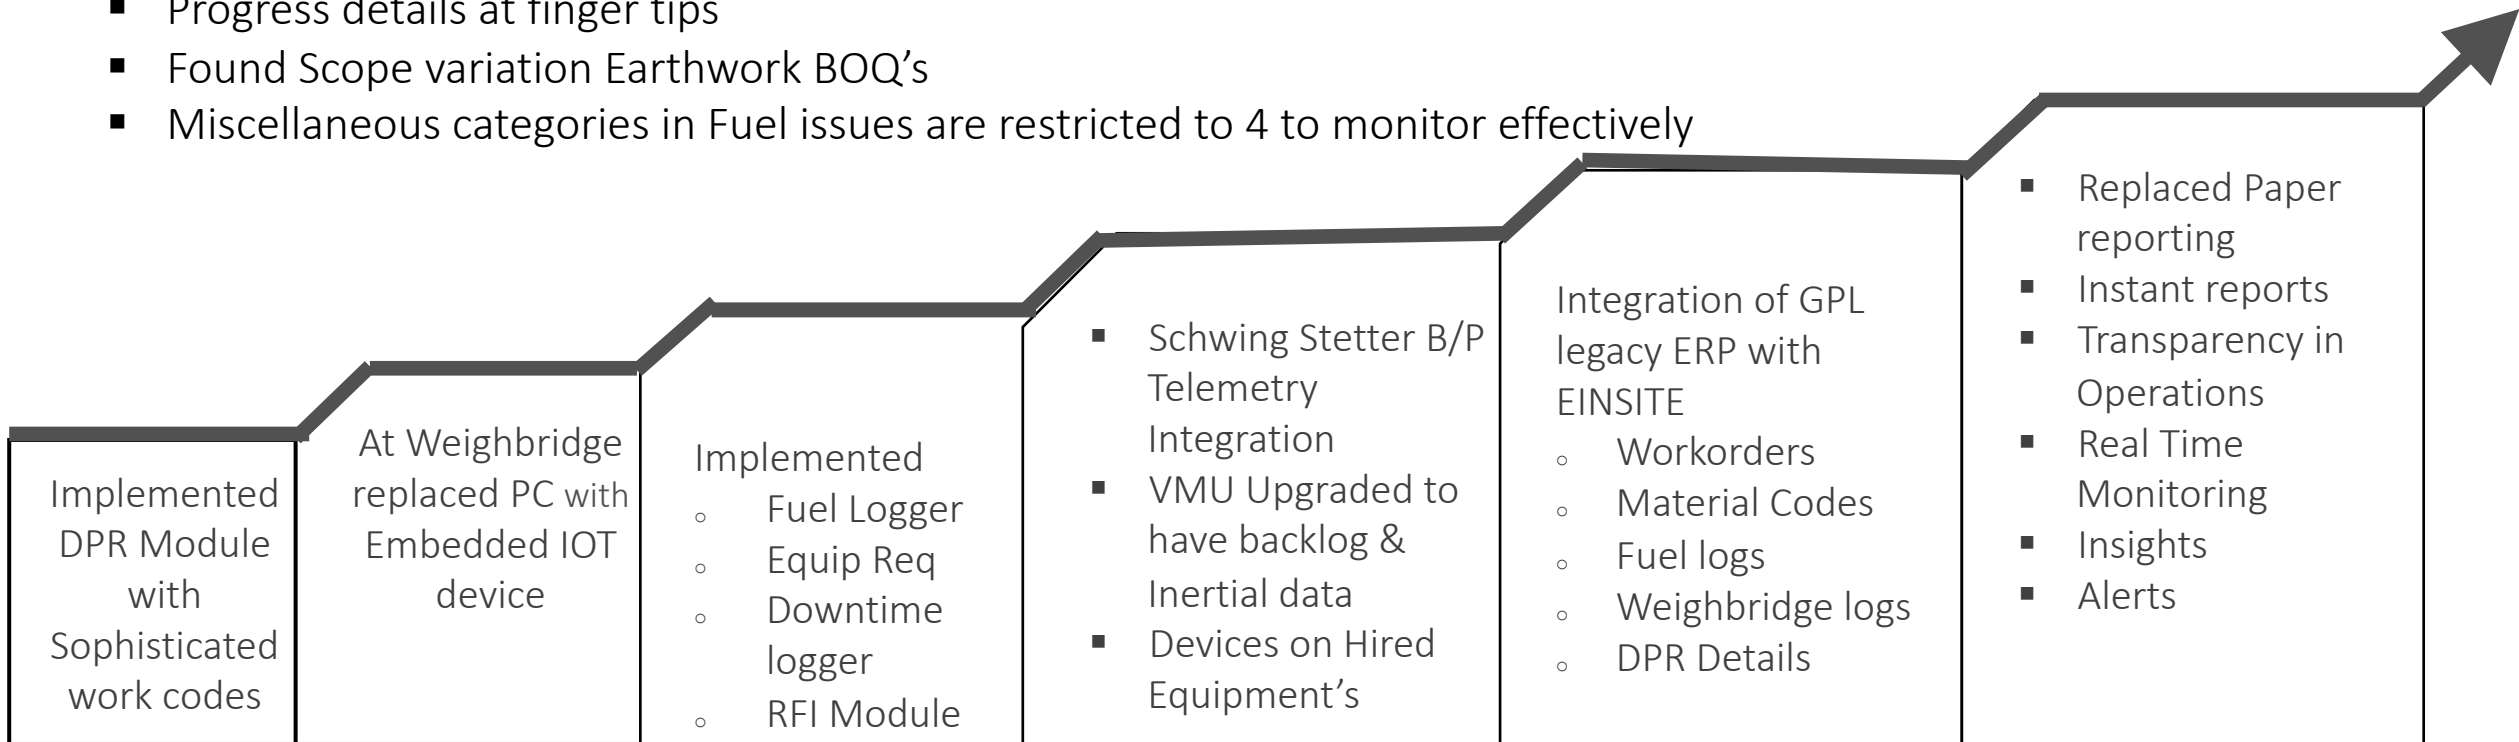 Progress details at finger tips
Found Scope variation Earthwork BOQ’s
Miscellaneous categories in Fuel issues are restricted to 4 to monitor effectively
Implemented
DPR Module
with
Sophisticated
work codes
At Weighbridge
replaced PC with
Embedded IOT
device
Implemented
Fuel Logger
Equip Req
Downtime
logger
RFI Module
Schwing Stetter B/P
Telemetry
Integration
VMU Upgraded to
have backlog &
Inertial data
Devices on Hired
Equipment’s
Integration of GPL
legacy ERP with
EINSITE
Workorders
Material Codes
Fuel logs
Weighbridge logs
DPR Details
Replaced Paper
reporting
Instant reports
Transparency in
Operations
Real Time
Monitoring
Insights
Alerts